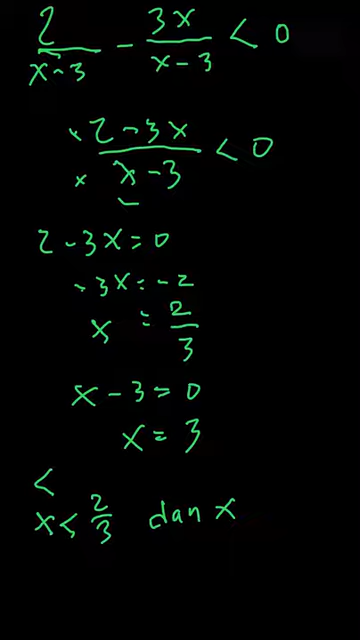 2/(x-3) - 3x/(x-3) < 0
(2-3x)/(x-3) < 0
2-3x=0
-3x=-2
x = 2/3
x-3=0
x=3
<
x< 2/3 dan x